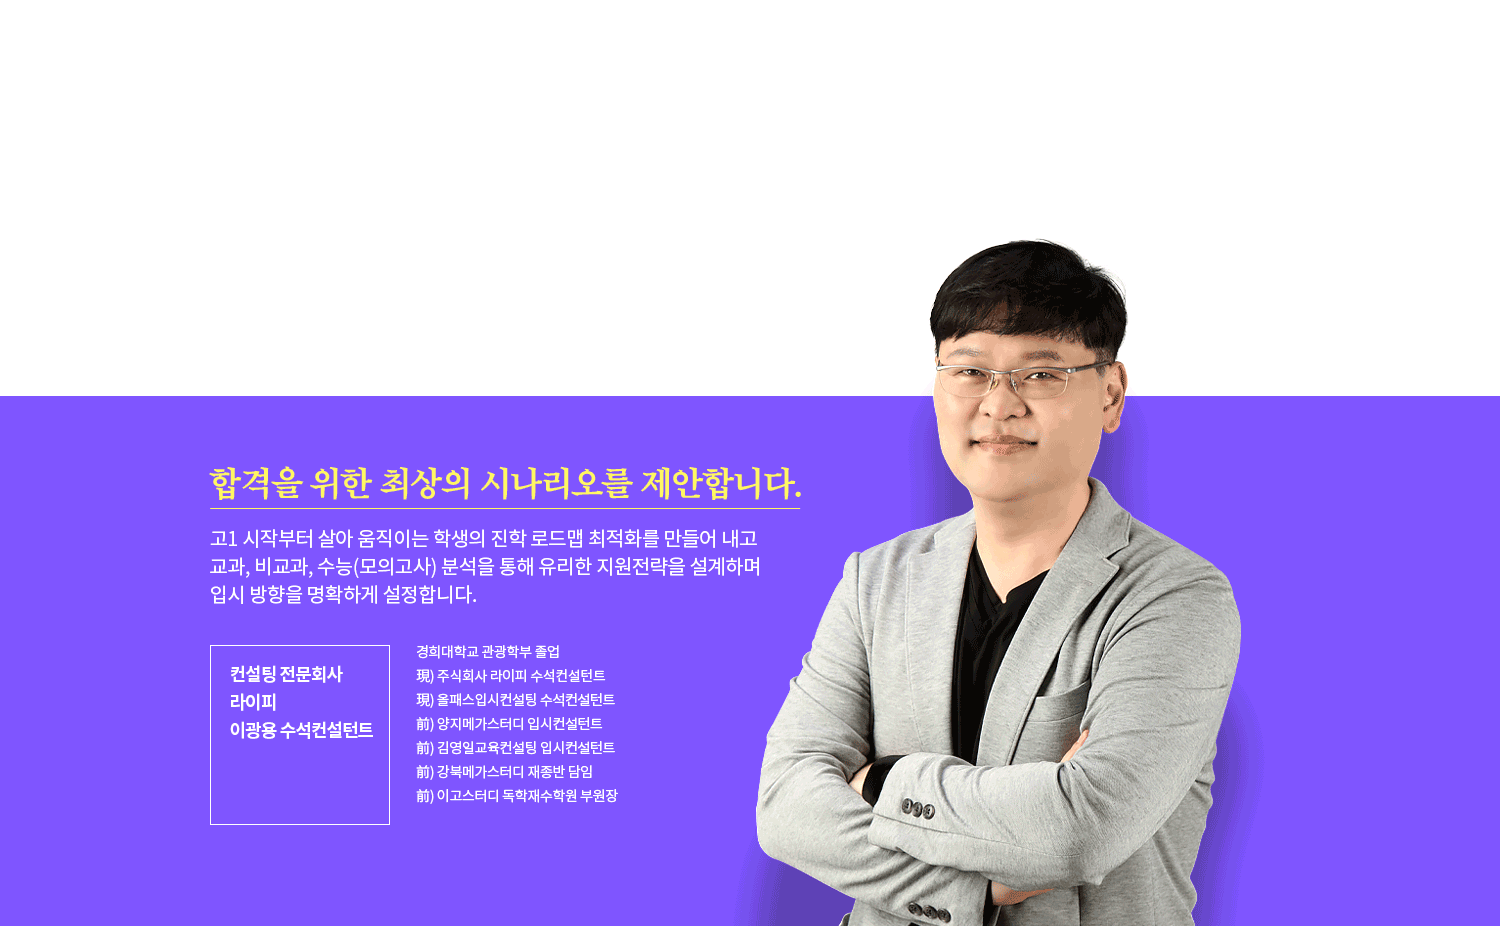 합격을 위한 최상의 시나리오를 제안합니다.
고1 시작부터 살아 움직이는 학생의 진학 로드맵 최적화를 만들어 내고
교과, 비교과, 수능(모의고사) 분석을 통해 유리한 지원전략을 설계하며
입시 방향을 명확하게 설정합니다.
컨설팅 전문회사
라이피
이광용 수석컨설턴트
경희대학교 관광학부 졸업
現) 주식회사 라이피 수석컨설턴트
現) 올패스입시컨설팅 수석컨설턴트
前) 양지메가스터디 입시컨설턴트
前) 김영일교육컨설팅 입시컨설턴트
前) 강북메가스터디 재종반 담임
前) 이고스터디 독학재수학원 부원장